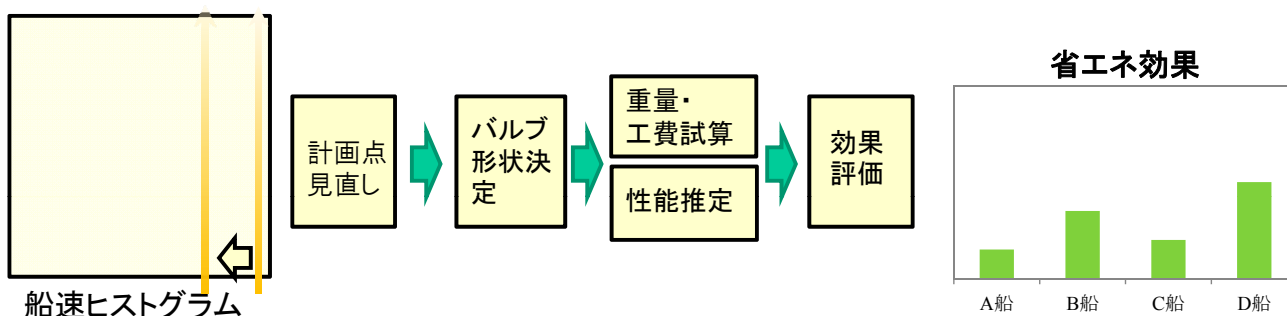 船速ヒストグラム
計画点
見直し
バルブ
形状決
定
重量・
工費試算
性能推定
効果
評価
省エネ効果
A船 B船 C船 D船